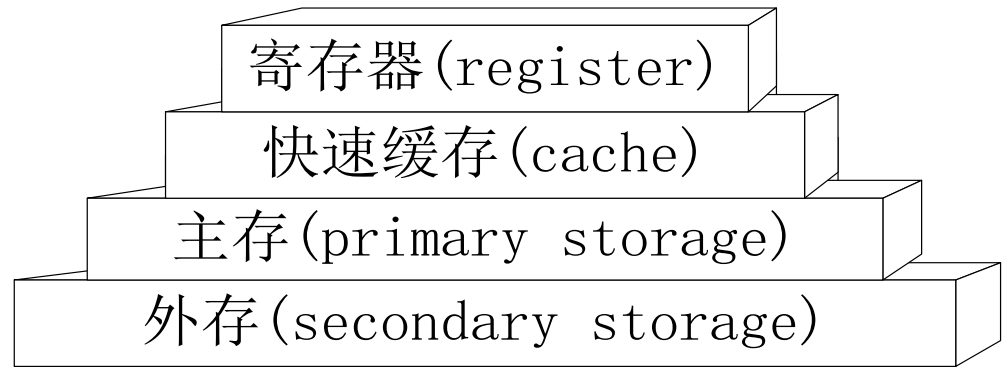 寄存器(register)
快速缓存(cache)
主存(primary storage)
外存(secondary storage)